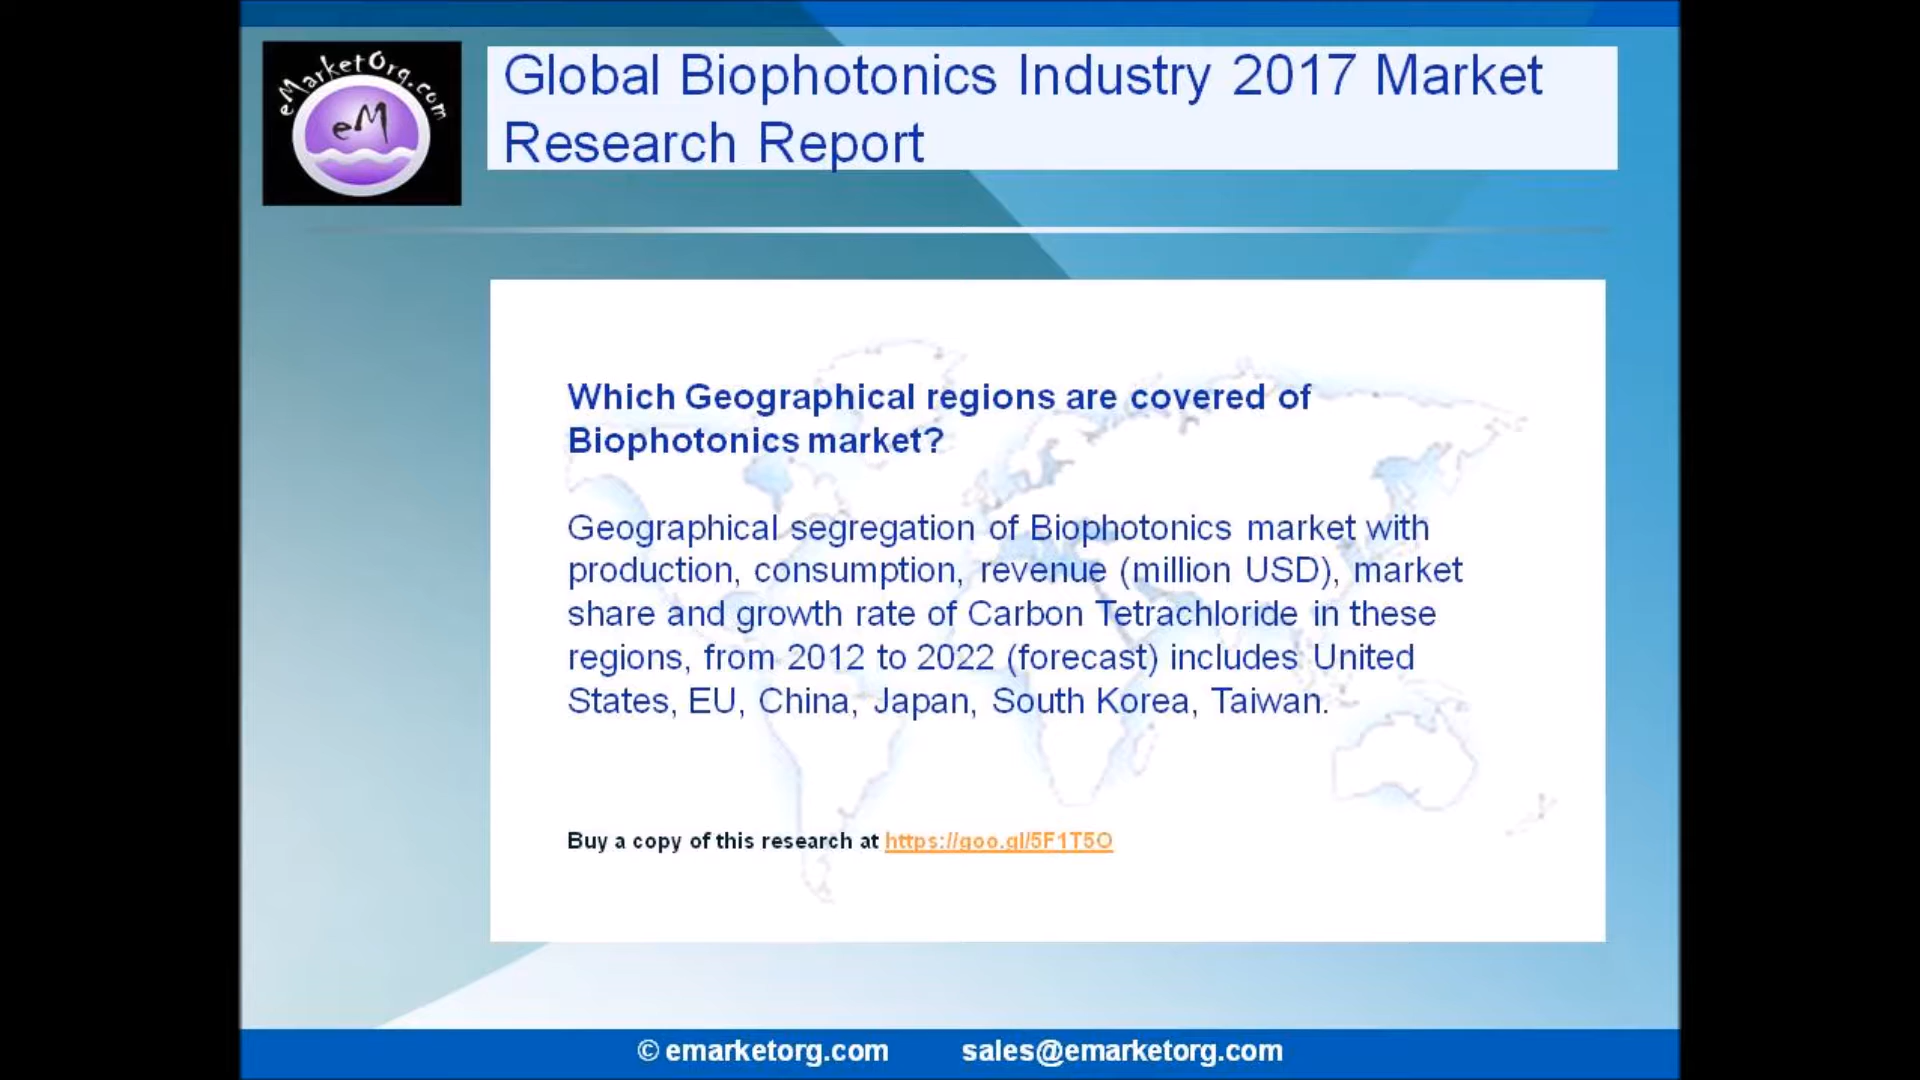 eMarketOrg.com
eM
Global Biophotonics Industry 2017 Market
Research Report
Which Geographical regions are covered of
Biophotonics market?
Geographical segregation of Biophotonics market with
production, consumption, revenue (million USD), market
share and growth rate of Carbon Tetrachloride in these
regions, from 2012 to 2022 (forecast) includes United
States, EU, China, Japan, South Korea, Taiwan.
Buy a copy of this research at https://goo.gl/5F1T5O
© emarketorg.com sales@emarketorg.com